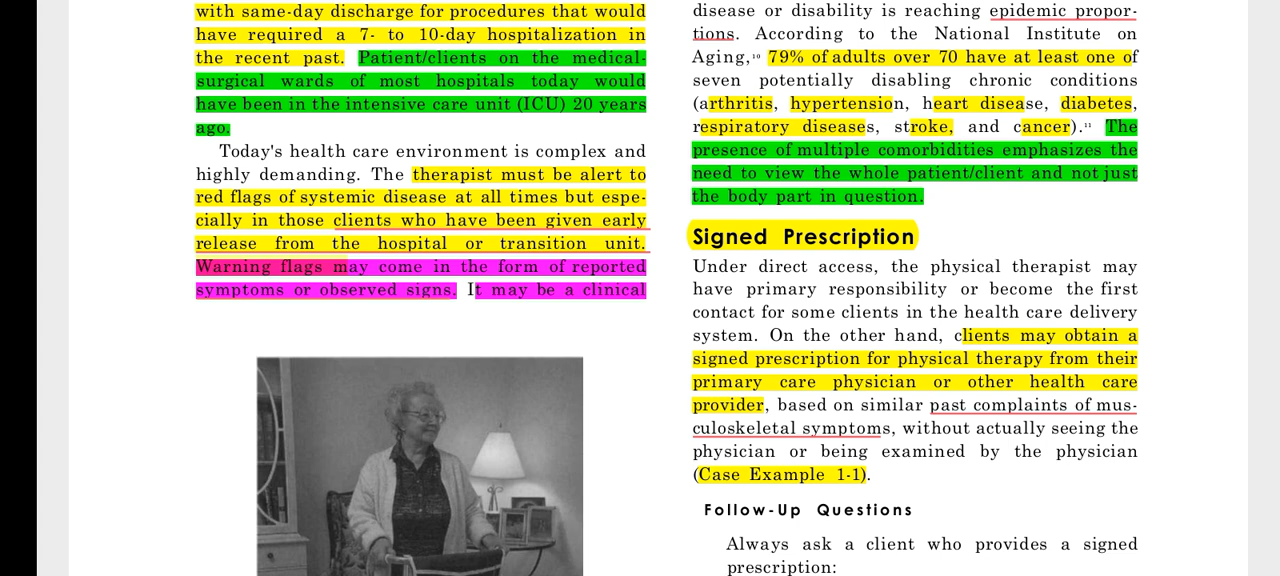 with same-day discharge for procedures that would
have required a 7- to 10-day hospitalization in
the recent past. Patient/clients on the medical-
surgical wards of most hospitals today would
have been in the intensive care unit (ICU) 20 years
ago.
Today's health care environment is complex and
highly demanding. The therapist must be alert to
red flags of systemic disease at all times but espe-
cially in those clients who have been given early
release from the hospital or transition unit.
Warning flags may come in the form of reported
symptoms or observed signs. It may be a clinical
disease or disability is reaching epidemic propor-
tions. According to the National Institute on
Aging,¹⁰ 79% of adults over 70 have at least one of
seven potentially disabling chronic conditions
(arthritis, hypertension, heart disease, diabetes,
respiratory diseases, stroke, and cancer).¹¹ The
presence of multiple comorbidities emphasizes the
need to view the whole patient/client and not just
the body part in question.
Signed Prescription
Under direct access, the physical therapist may
have primary responsibility or become the first
contact for some clients in the health care delivery
system. On the other hand, clients may obtain a
signed prescription for physical therapy from their
primary care physician or other health care
provider, based on similar past complaints of mus-
culoskeletal symptoms, without actually seeing the
physician or being examined by the physician
(Case Example 1-1).
Follow-Up Questions
Always ask a client who provides a signed
prescription: